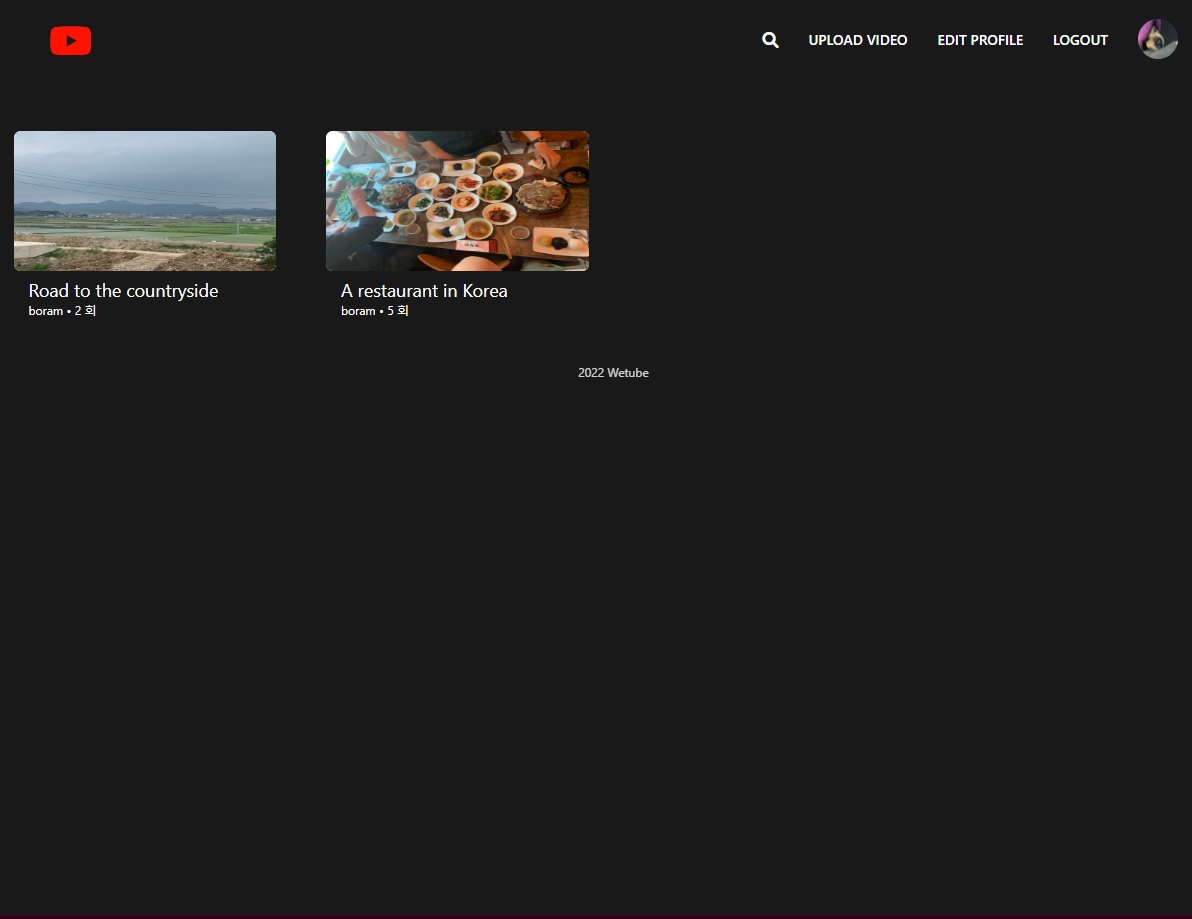 UPLOAD VIDEO
EDIT PROFILE
LOGOUT
Road to the countryside
boram • 2 회
A restaurant in Korea
boram • 5 회
2022 Wetube